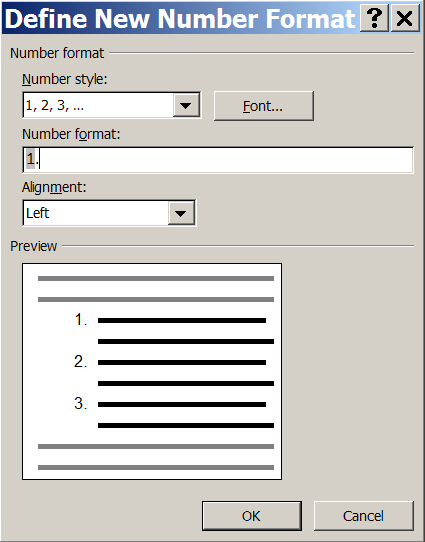 Define New Number Format ? X
Number format
Number style:
1, 2, 3, ...
Font...
Number format:
1.
Alignment:
Left
Preview
1.
2.
3.
OK Cancel